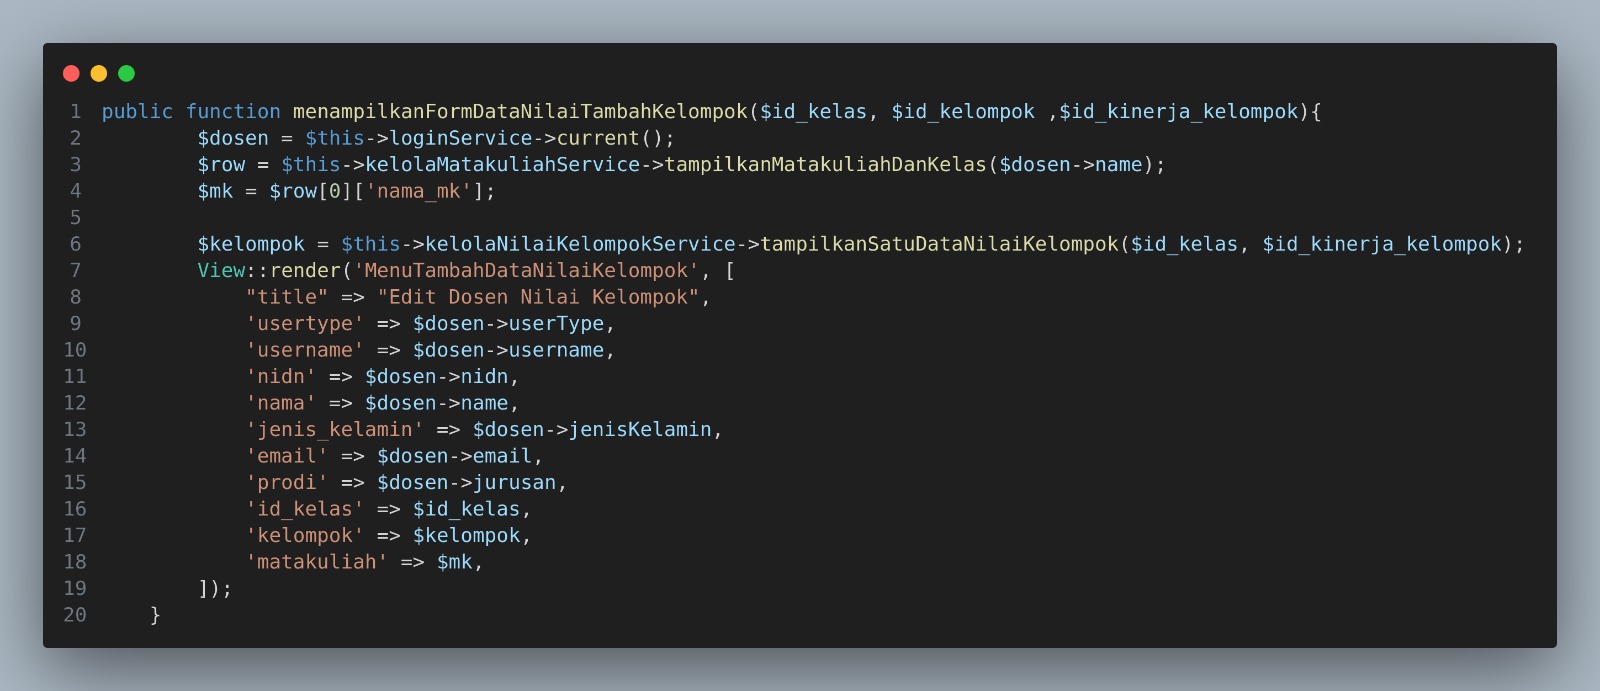 1 public function menampilkanFormDataNilaiTambahKelompok($id_kelas, $id_kelompok ,$id_kinerja_kelompok){
2         $dosen = $this->loginService->current();
3         $row = $this->kelolaMatakuliahService->tampilkanMatakuliahDanKelas($dosen->name);
4         $mk = $row[0]['nama_mk'];
5
6         $kelompok = $this->kelolaNilaiKelompokService->tampilkanSatuDataNilaiKelompok($id_kelas, $id_kinerja_kelompok);
7         View::render('MenuTambahDataNilaiKelompok', [
8             "title" => "Edit Dosen Nilai Kelompok",
9             'usertype' => $dosen->userType,
10             'username' => $dosen->username,
11             'nidn' => $dosen->nidn,
12             'nama' => $dosen->name,
13             'jenis_kelamin' => $dosen->jenisKelamin,
14             'email' => $dosen->email,
15             'prodi' => $dosen->jurusan,
16             'id_kelas' => $id_kelas,
17             'kelompok' => $kelompok,
18             'matakuliah' => $mk,
19         ]);
20     }